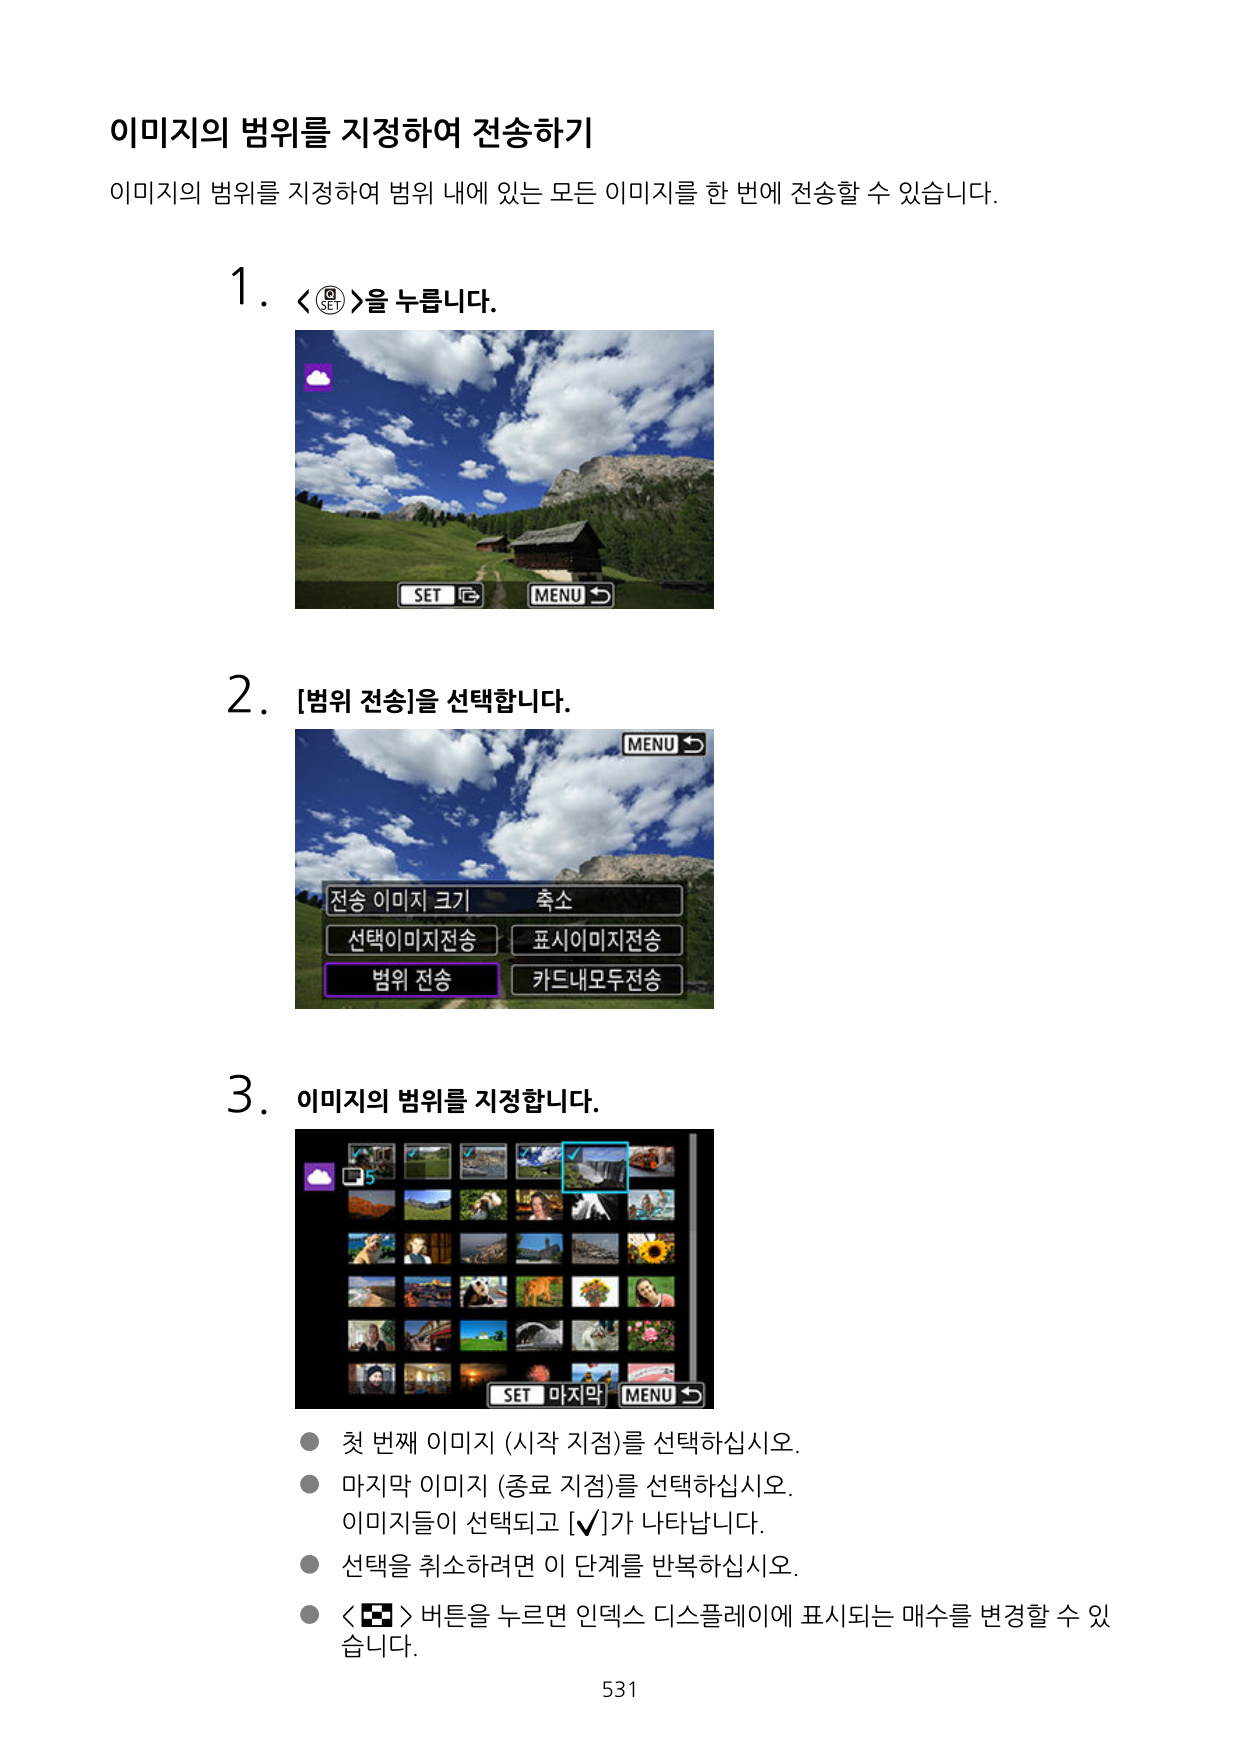 이미지의 범위를 지정하여 전송하기
이미지의 범위를 지정하여 범위 내에 있는 모든 이미지를 한 번에 전송할 수 있습니다.
1. <Q SET>을 누릅니다.
SET MENU
2. [범위 전송]을 선택합니다.
MENU
전송 이미지 크기 축소
선택이미지전송 표시이미지전송
범위 전송 카드내모두전송
3. 이미지의 범위를 지정합니다.
5
SET 마지막 MENU
● 첫 번째 이미지 (시작 지점)를 선택하십시오.
● 마지막 이미지 (종료 지점)를 선택하십시오.
이미지들이 선택되고 [✓]가 나타납니다.
● 선택을 취소하려면 이 단계를 반복하십시오.
● < > 버튼을 누르면 인덱스 디스플레이에 표시되는 매수를 변경할 수 있
습니다.
531